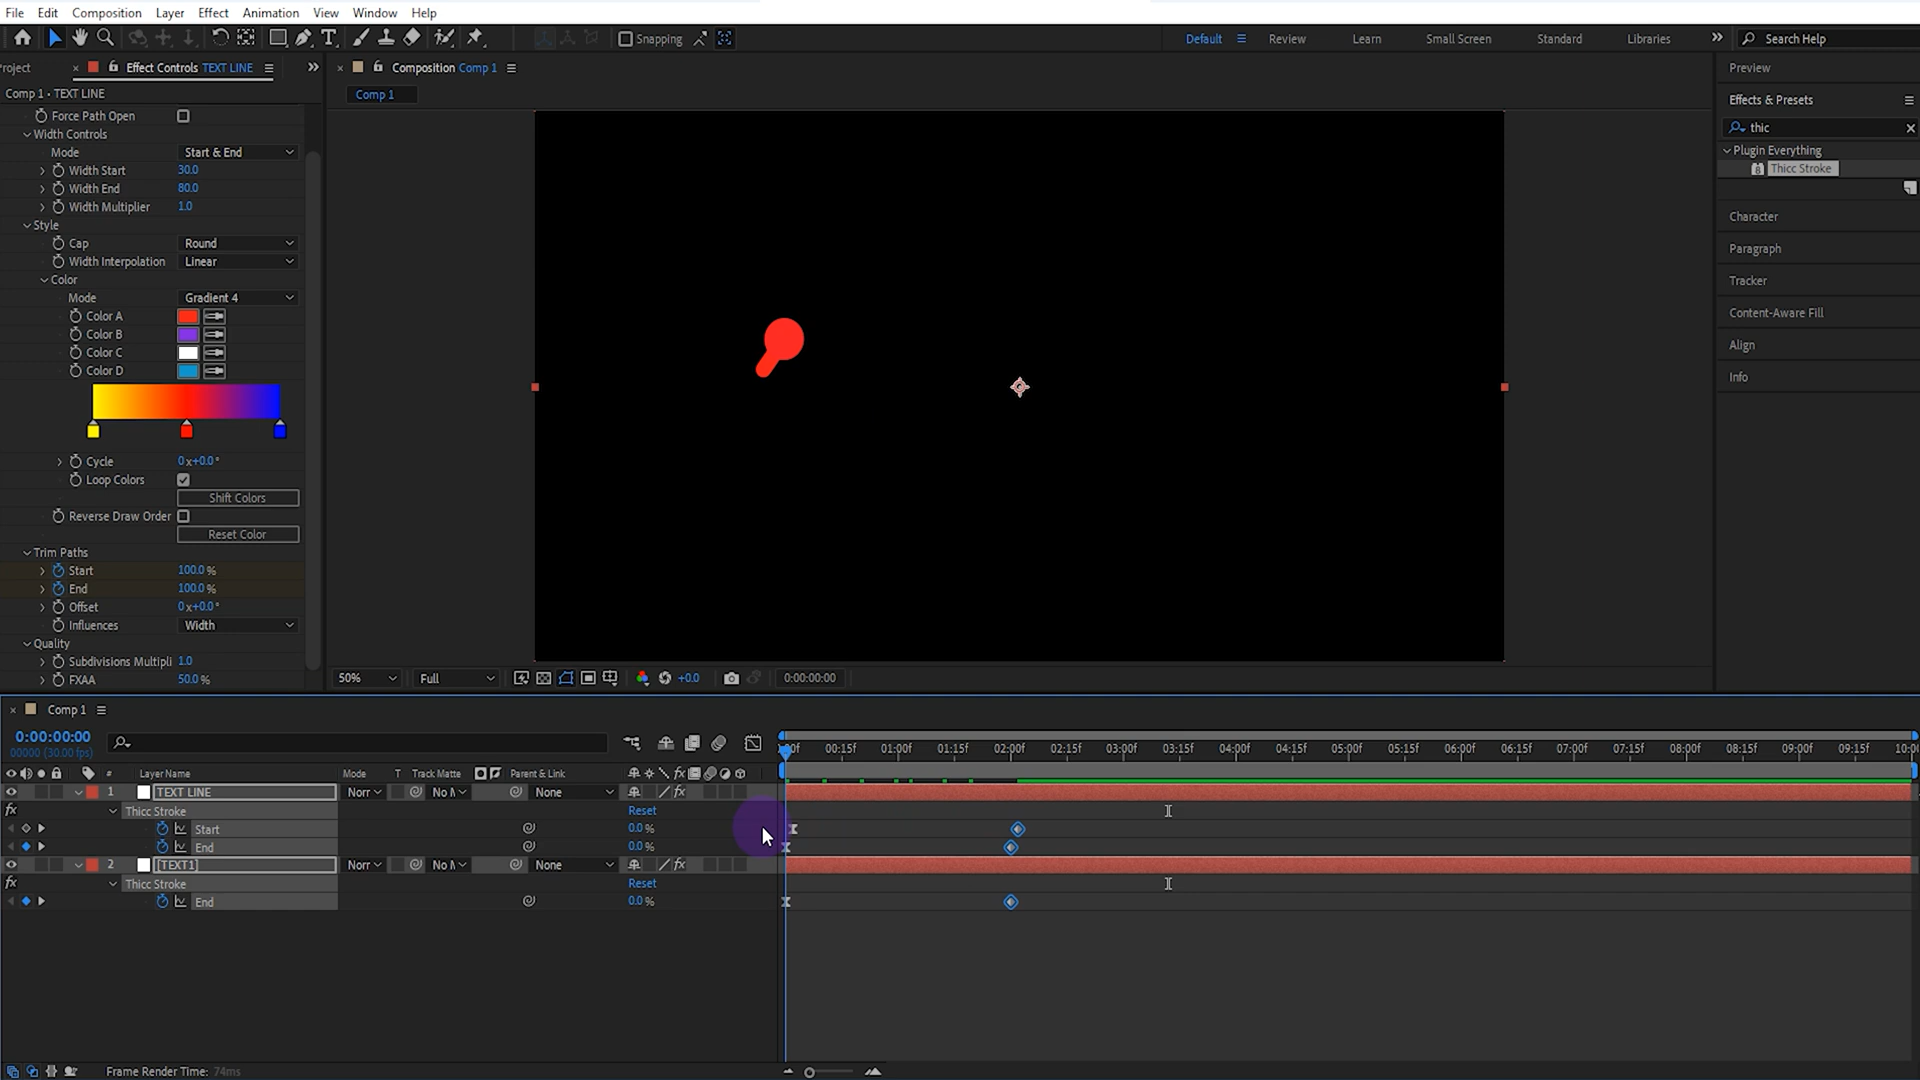 File Edit Composition Layer Effect Animation View Window Help
Snapping Default Review Learn Small Screen Standard Libraries Search Help
roject Effect Controls TEXT LINE
Composition Comp 1
Preview
Comp 1 • TEXT LINE
Comp 1
Effects & Presets
thic
Plugin Everything
Thicc Stroke
Character
Paragraph
Tracker
Content-Aware Fill
Align
Info
Force Path Open
Width Controls
Mode Start & End
Width Start 30.0
Width End 80.0
Width Multiplier 1.0
Style
Cap Round
Width Interpolation Linear
Color
Mode Gradient 4
Color A
Color B
Color C
Color D
Cycle 0x+0.0°
Loop Colors
Shift Colors
Reverse Draw Order
Reset Color
Trim Paths
Start 100.0 %
End 100.0 %
Offset 0x+0.0°
Influences Width
Quality
Subdivisions Multipli 1.0
FXAA 50.0 %
50% Full +0.0 0:00:00:00
Comp 1
0:00:00:00
00000 (30.00 fps)
:00f 00:15f 01:00f 01:15f 02:00f 02:15f 03:00f 03:15f 04:00f 04:15f 05:00f 05:15f 06:00f 06:15f 07:00f 07:15f 08:00f 08:15f 09:00f 09:15f 10:00
# Layer Name Mode T Track Matte Parent & Link fx
1 TEXT LINE Norr No M None fx
fx Thicc Stroke Reset
Start 0.0 %
End 0.0 %
2 [TEXT1] Norr No M None fx
fx Thicc Stroke Reset
End 0.0 %
Frame Render Time: 74ms